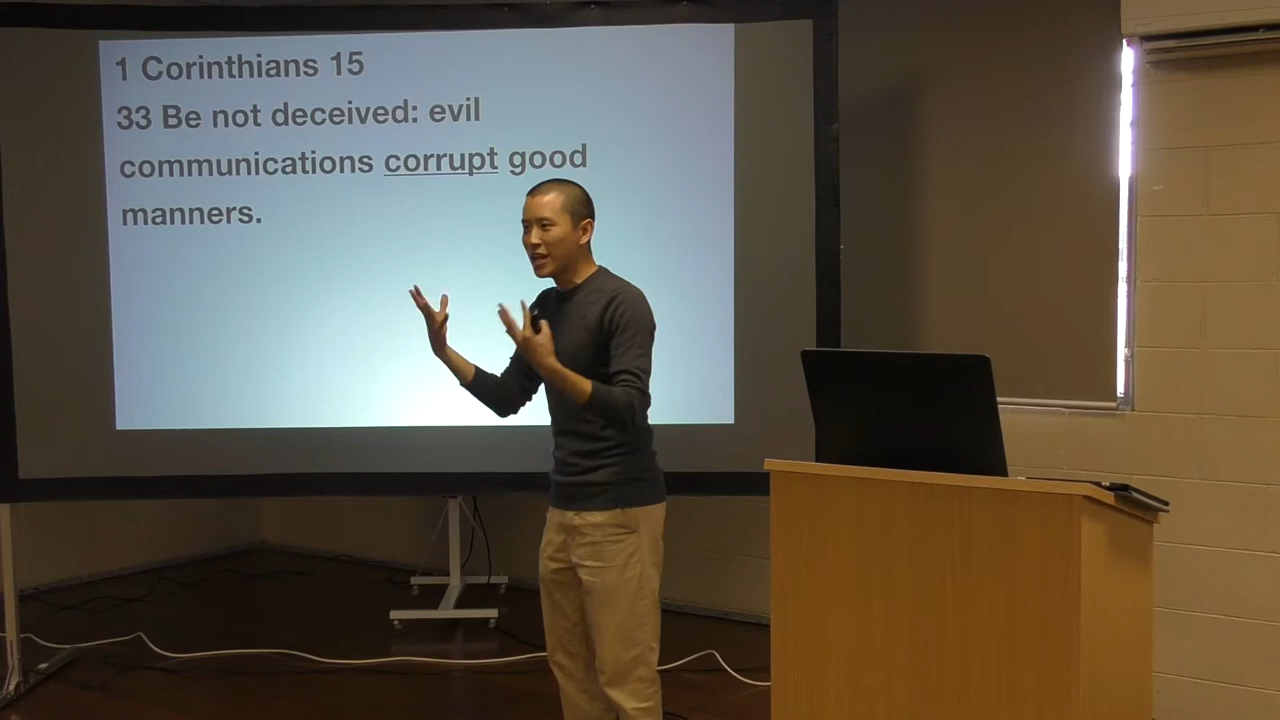 1 Corinthians 15
33 Be not deceived: evil
communications corrupt good
manners.